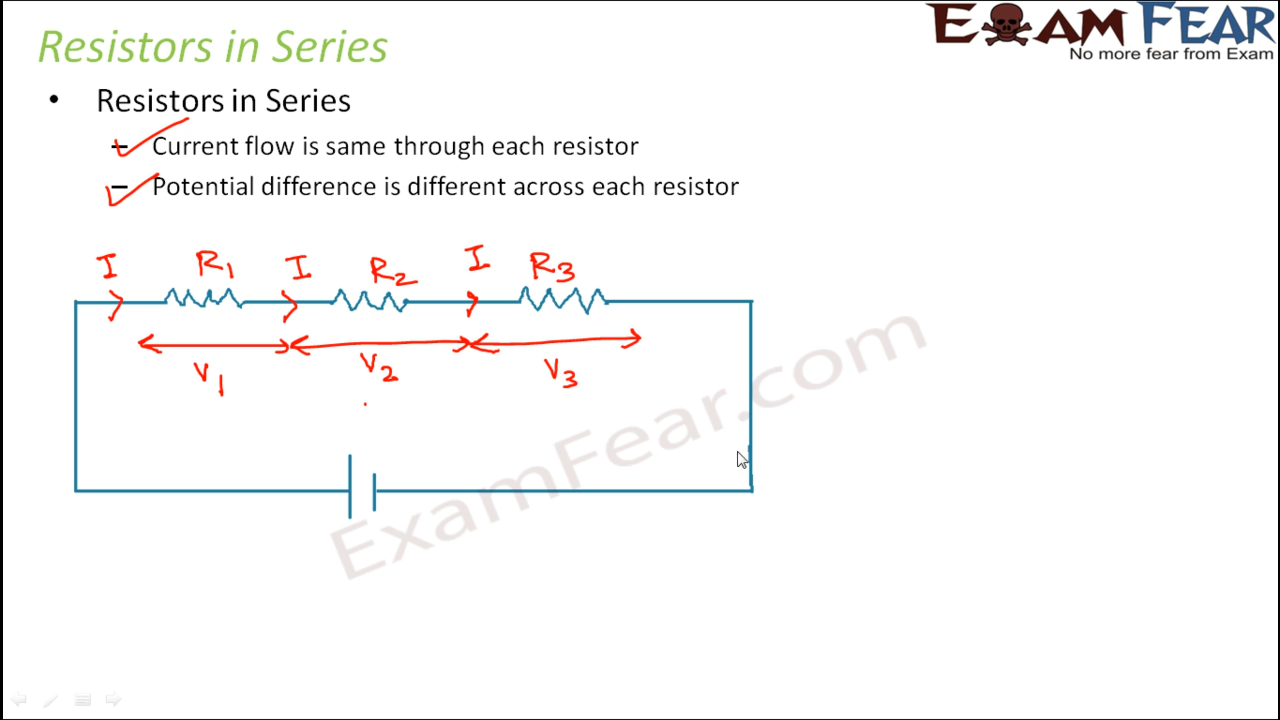 Resistors in Series
EXAM FEAR
No more fear from Exam
• Resistors in Series
– Current flow is same through each resistor
– Potential difference is different across each resistor
I R1 I R2 I R3
V1 V2 V3
ExamFear.com